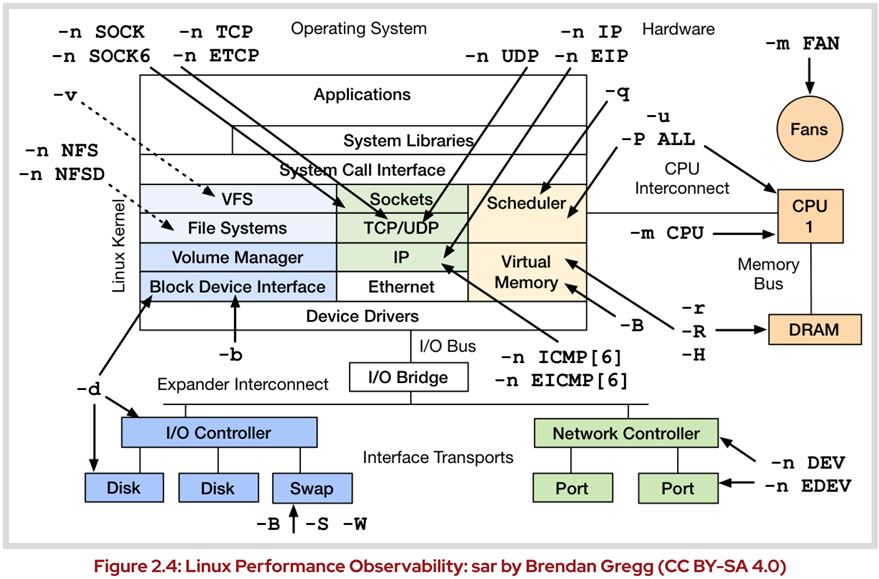 -n SOCK
-n SOCK6
-n TCP
-n ETCP
Operating System
-n UDP
-n IP
-n EIP
Hardware
-m FAN
Fans
-v
Applications
-q
System Libraries
-u
-P ALL
System Call Interface
CPU
Interconnect
-n NFS
-n NFSD
Linux Kernel
VFS
Sockets
Scheduler
CPU
1
File Systems
TCP/UDP
-m CPU
Volume Manager
IP
Virtual
Memory
Memory
Bus
Block Device Interface
Ethernet
Device Drivers
-B
-r
-R
-H
DRAM
-b
I/O Bus
-n ICMP[6]
-n EICMP[6]
-d
Expander Interconnect
I/O Bridge
I/O Controller
Network Controller
Interface Transports
-n DEV
-n EDEV
Disk
Disk
Swap
Port
Port
-B -S -W
Figure 2.4: Linux Performance Observability: sar by Brendan Gregg (CC BY-SA 4.0)